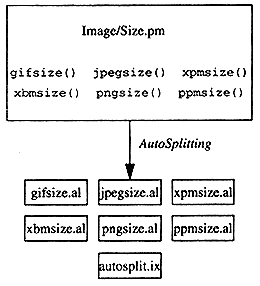 Image/Size.pm
gifsize() jpegsize() xpmsize()
xbmsize() pngsize() ppmsize()
AutoSplitting
gifsize.al jpegsize.al xpmsize.al
xbmsize.al pngsize.al ppmsize.al
autosplit.ix